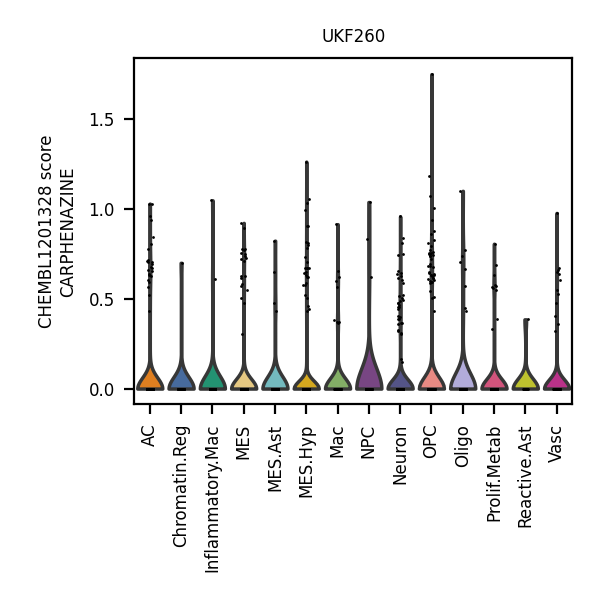 UKF260
CHEMBL1201328 score
CARPHENAZINE
1.5
1.0
0.5
0.0
AC
Chromatin.Reg
Inflammatory.Mac
MES
MES.Ast
MES.Hyp
Mac
NPC
Neuron
OPC
Oligo
Prolif.Metab
Reactive.Ast
Vasc